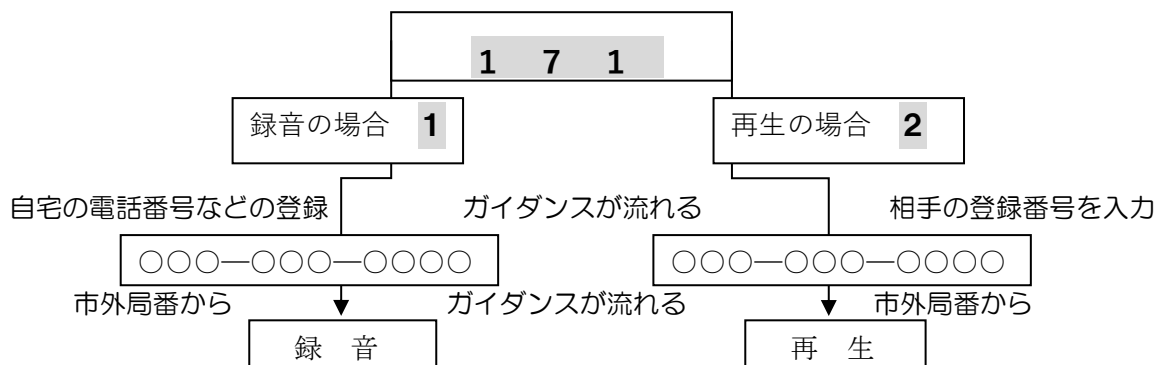 1 7 1
録音の場合 1
再生の場合 2
自宅の電話番号などの登録
ガイダンスが流れる
相手の登録番号を入力
○○○―○○○―○○○○
○○○―○○○―○○○○
市外局番から
ガイダンスが流れる
市外局番から
録 音
再 生